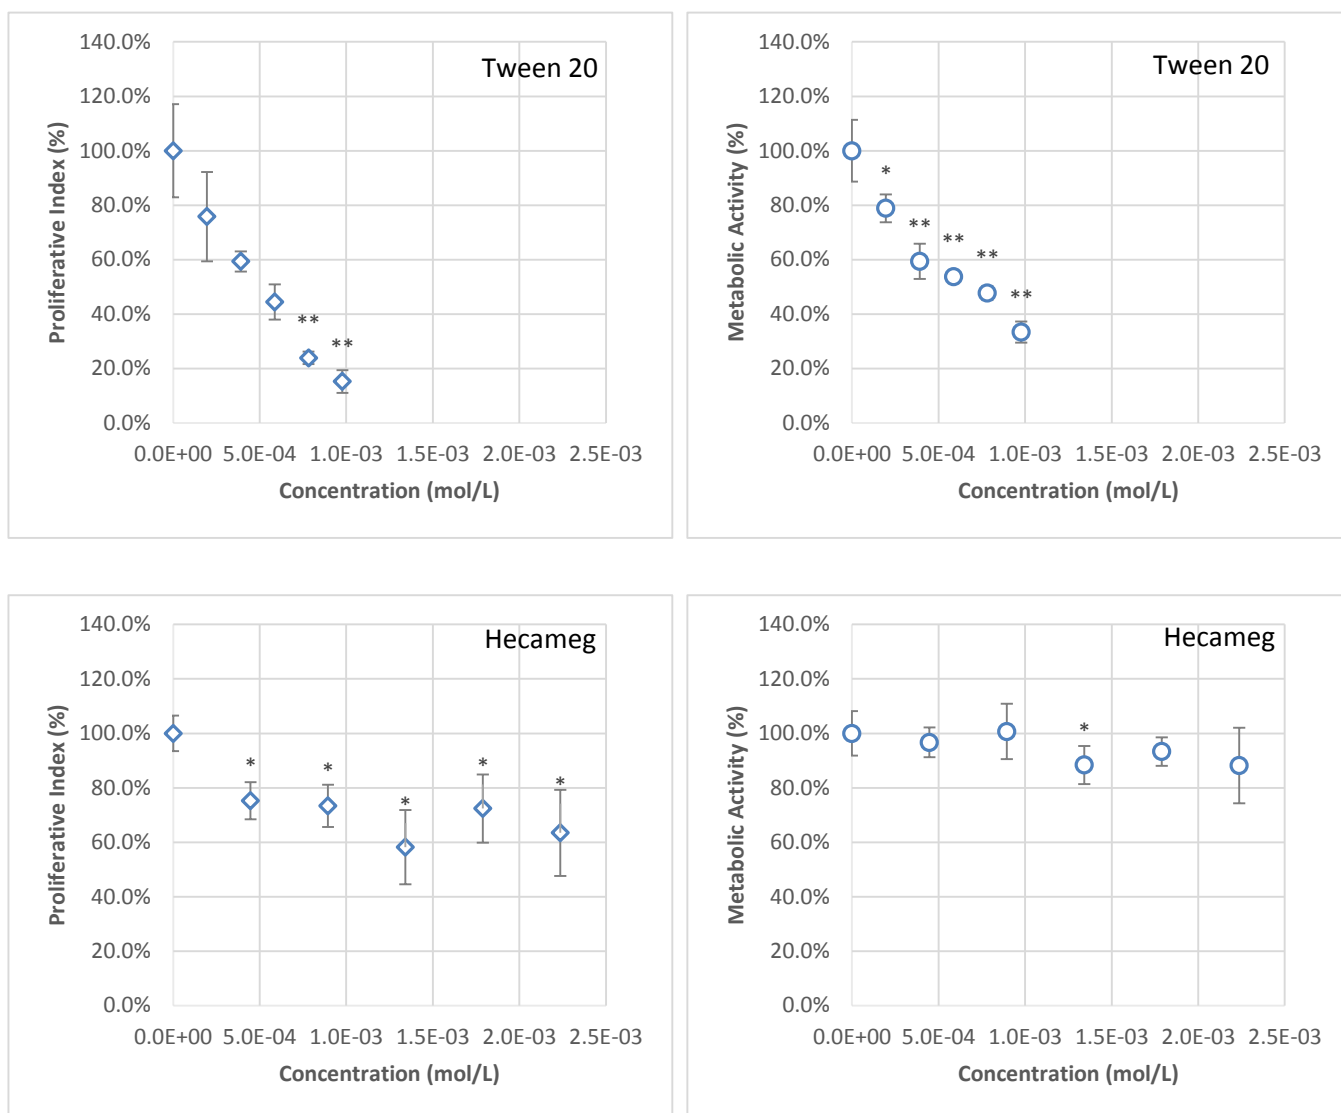 Tween 20
Proliferative Index (%)
140.0%
120.0%
100.0%
80.0%
60.0%
40.0%
20.0%
0.0%
**
**
0.0E+00 5.0E-04 1.0E-03 1.5E-03 2.0E-03 2.5E-03
Concentration (mol/L)
Tween 20
Metabolic Activity (%)
140.0%
120.0%
100.0%
80.0%
60.0%
40.0%
20.0%
0.0%
*
**
**
**
**
0.0E+00 5.0E-04 1.0E-03 1.5E-03 2.0E-03 2.5E-03
Concentration (mol/L)
Hecameg
Proliferative Index (%)
140.0%
120.0%
100.0%
80.0%
60.0%
40.0%
20.0%
0.0%
*
*
*
*
*
0.0E+00 5.0E-04 1.0E-03 1.5E-03 2.0E-03 2.5E-03
Concentration (mol/L)
Hecameg
Metabolic Activity (%)
140.0%
120.0%
100.0%
80.0%
60.0%
40.0%
20.0%
0.0%
*
0.0E+00 5.0E-04 1.0E-03 1.5E-03 2.0E-03 2.5E-03
Concentration (mol/L)